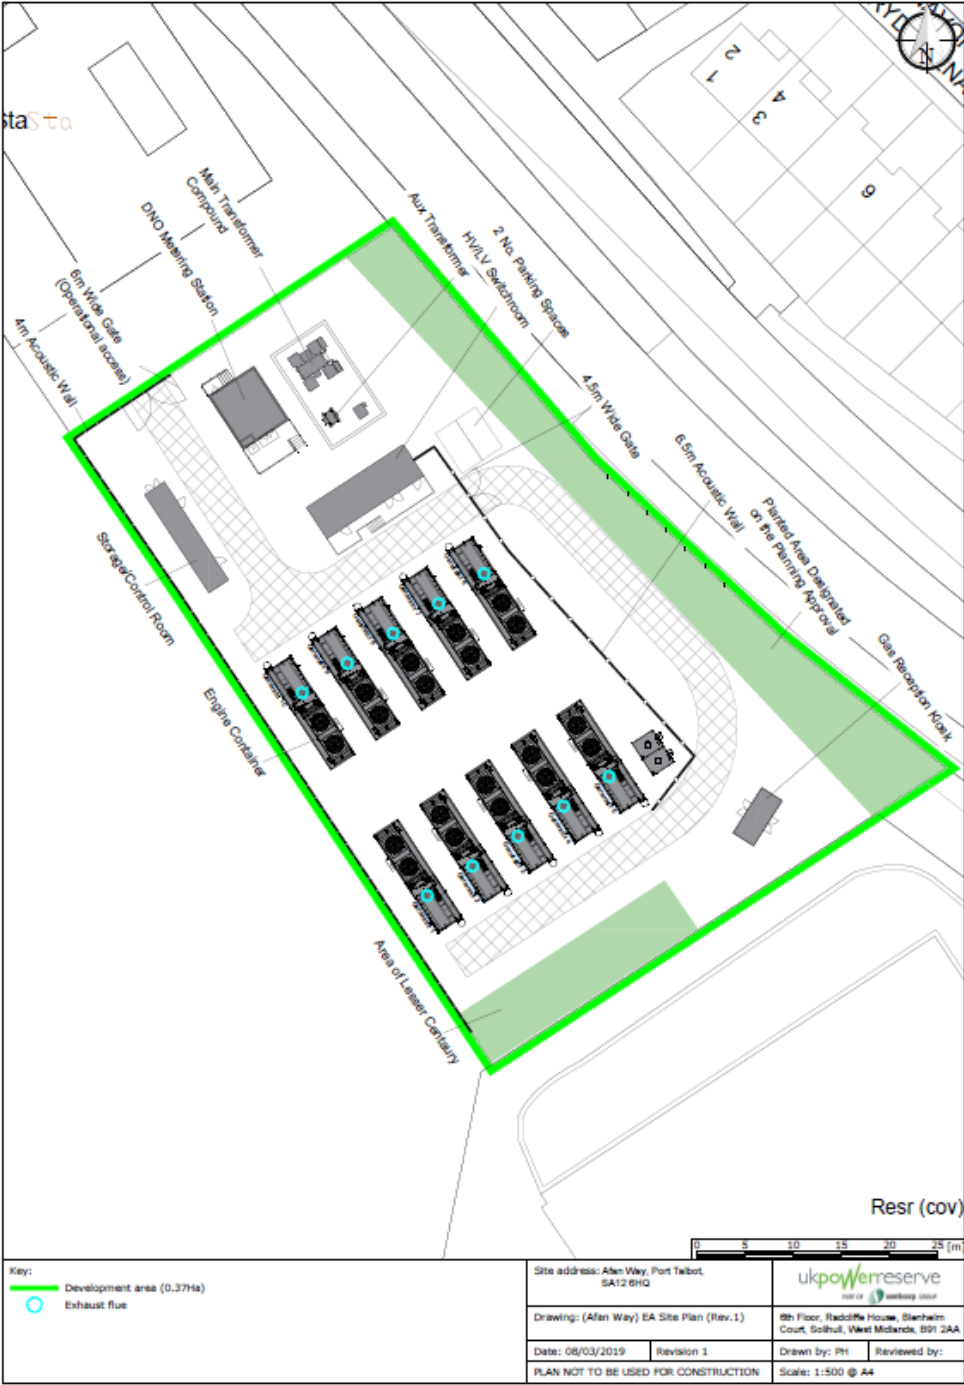 Sta
Sta
2
1
4
3
6
N
Main Transformer
Compound
DNO Metering Station
6m Wide Gate
(Operational access)
4m Acoustic Wall
Aux Transformer
HV/LV Switchroom
2 No. Parking Spaces
4.5m Wide Gate
6.5m Acoustic Wall
Planted Area Designated
on the Planning Approval
Gas Reception Kiosk
Storage/Control Room
Engine Container
Area of Lesser Centaury
Resr (cov)
0 5 10 15 20 25 [m]
Key:
Development area (0.37Ha)
Exhaust flue
Site address: Afan Way, Port Talbot,
SA12 6HQ
Drawing: (Afan Way) EA Site Plan (Rev.1)
Date: 08/03/2019
Revision 1
PLAN NOT TO BE USED FOR CONSTRUCTION
ukpowerreserve
6th Floor, Radcliffe House, Blenheim
Court, Solihull, West Midlands, B91 2AA
Drawn by: PH
Reviewed by:
Scale: 1:500 @ A4